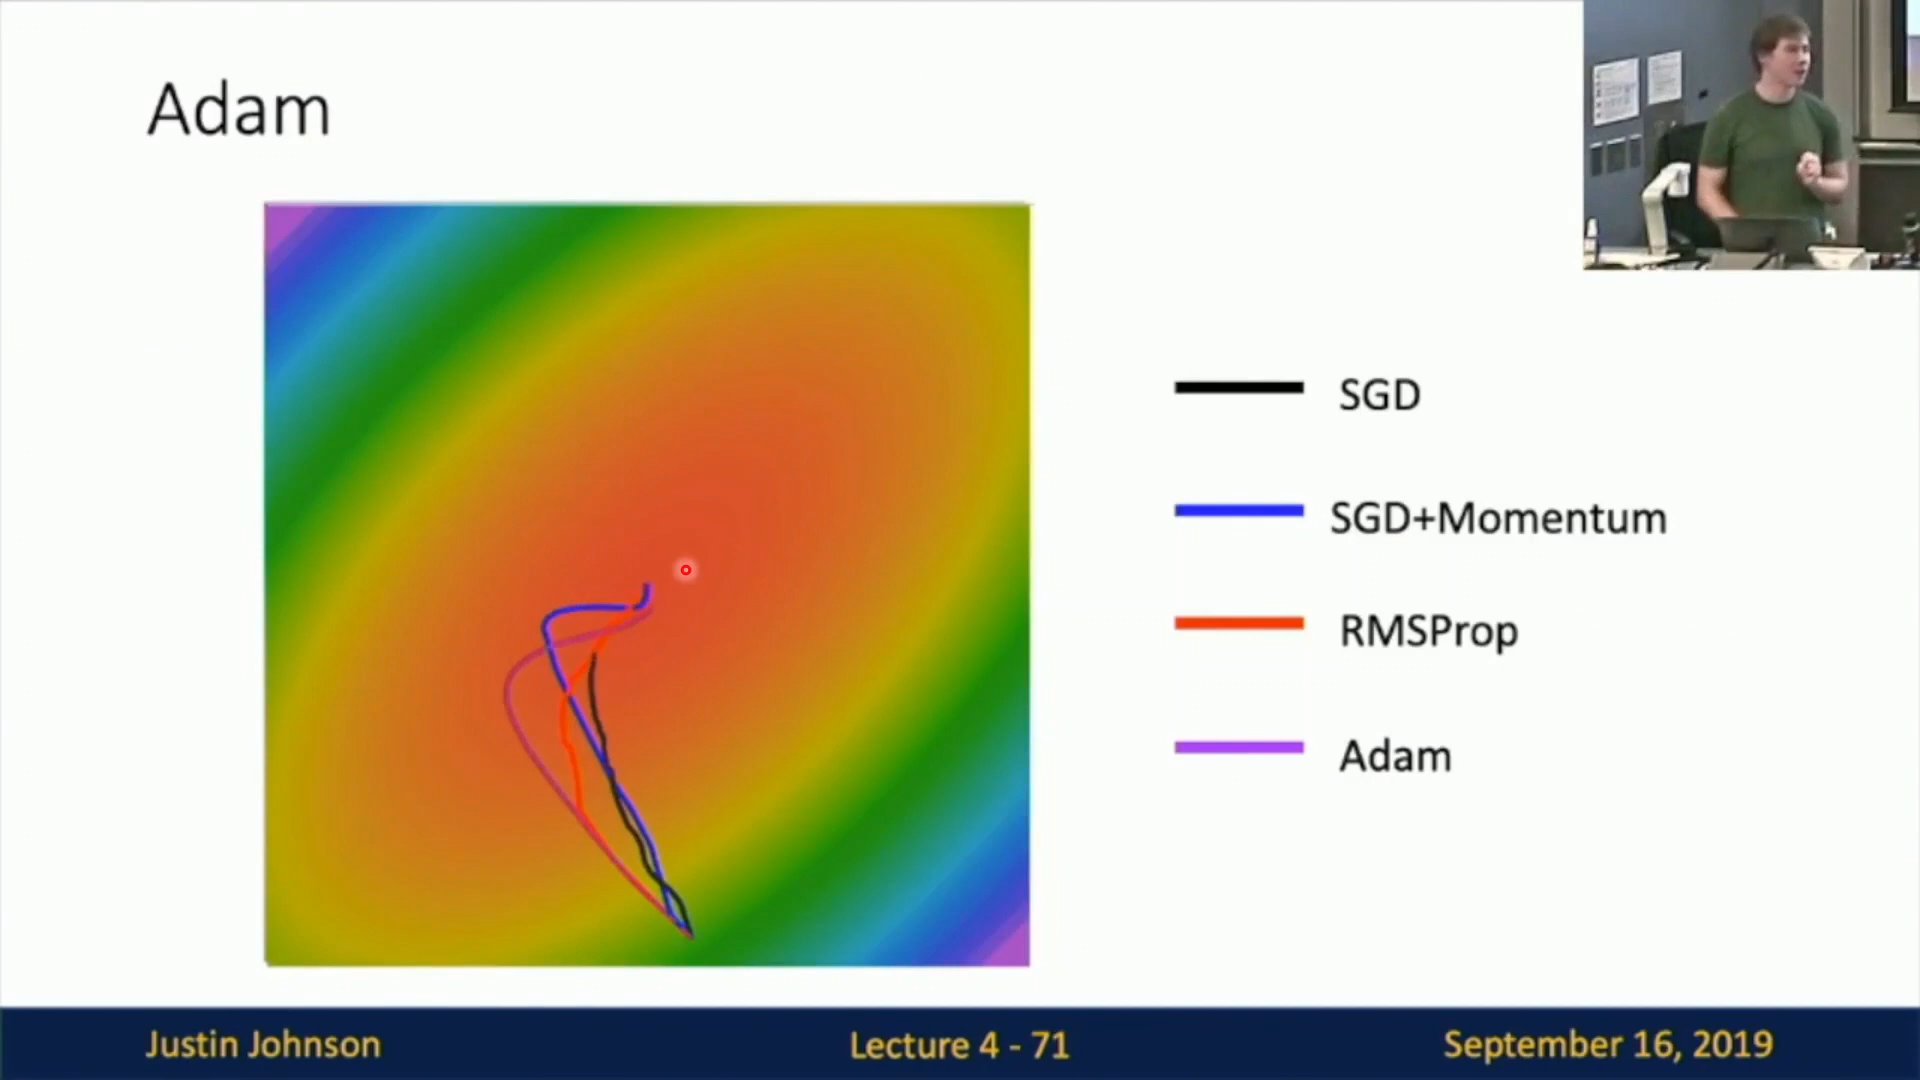 Adam
SGD
SGD+Momentum
RMSProp
Adam
Justin Johnson
Lecture 4 - 71
September 16, 2019